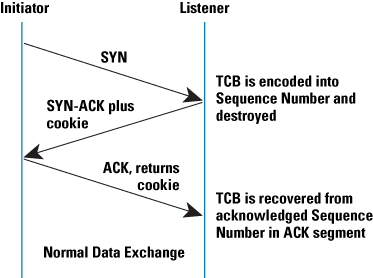 Initiator
Listener
SYN
TCB is encoded into
Sequence Number and
destroyed
SYN-ACK plus
cookie
ACK, returns
cookie
TCB is recovered from
acknowledged Sequence
Number in ACK segment
Normal Data Exchange